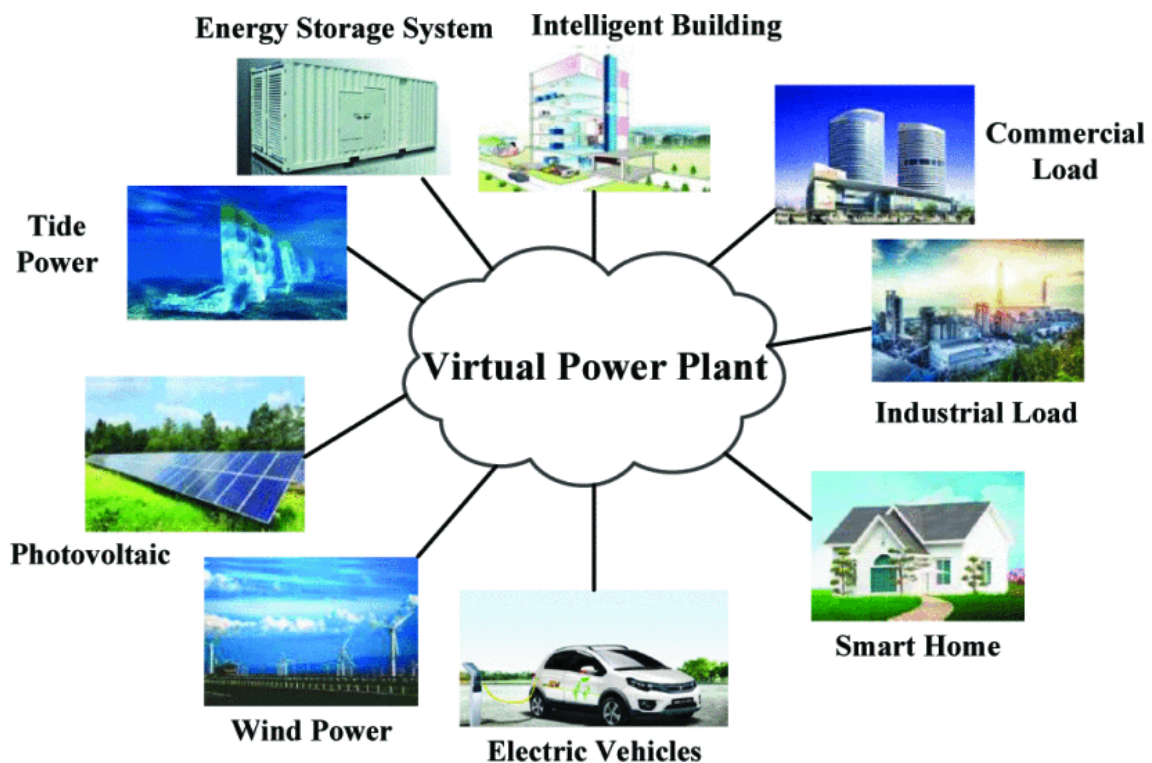 Energy Storage System
Intelligent Building
Commercial
Load
Tide
Power
Virtual Power Plant
Industrial Load
Photovoltaic
Smart Home
Wind Power
Electric Vehicles